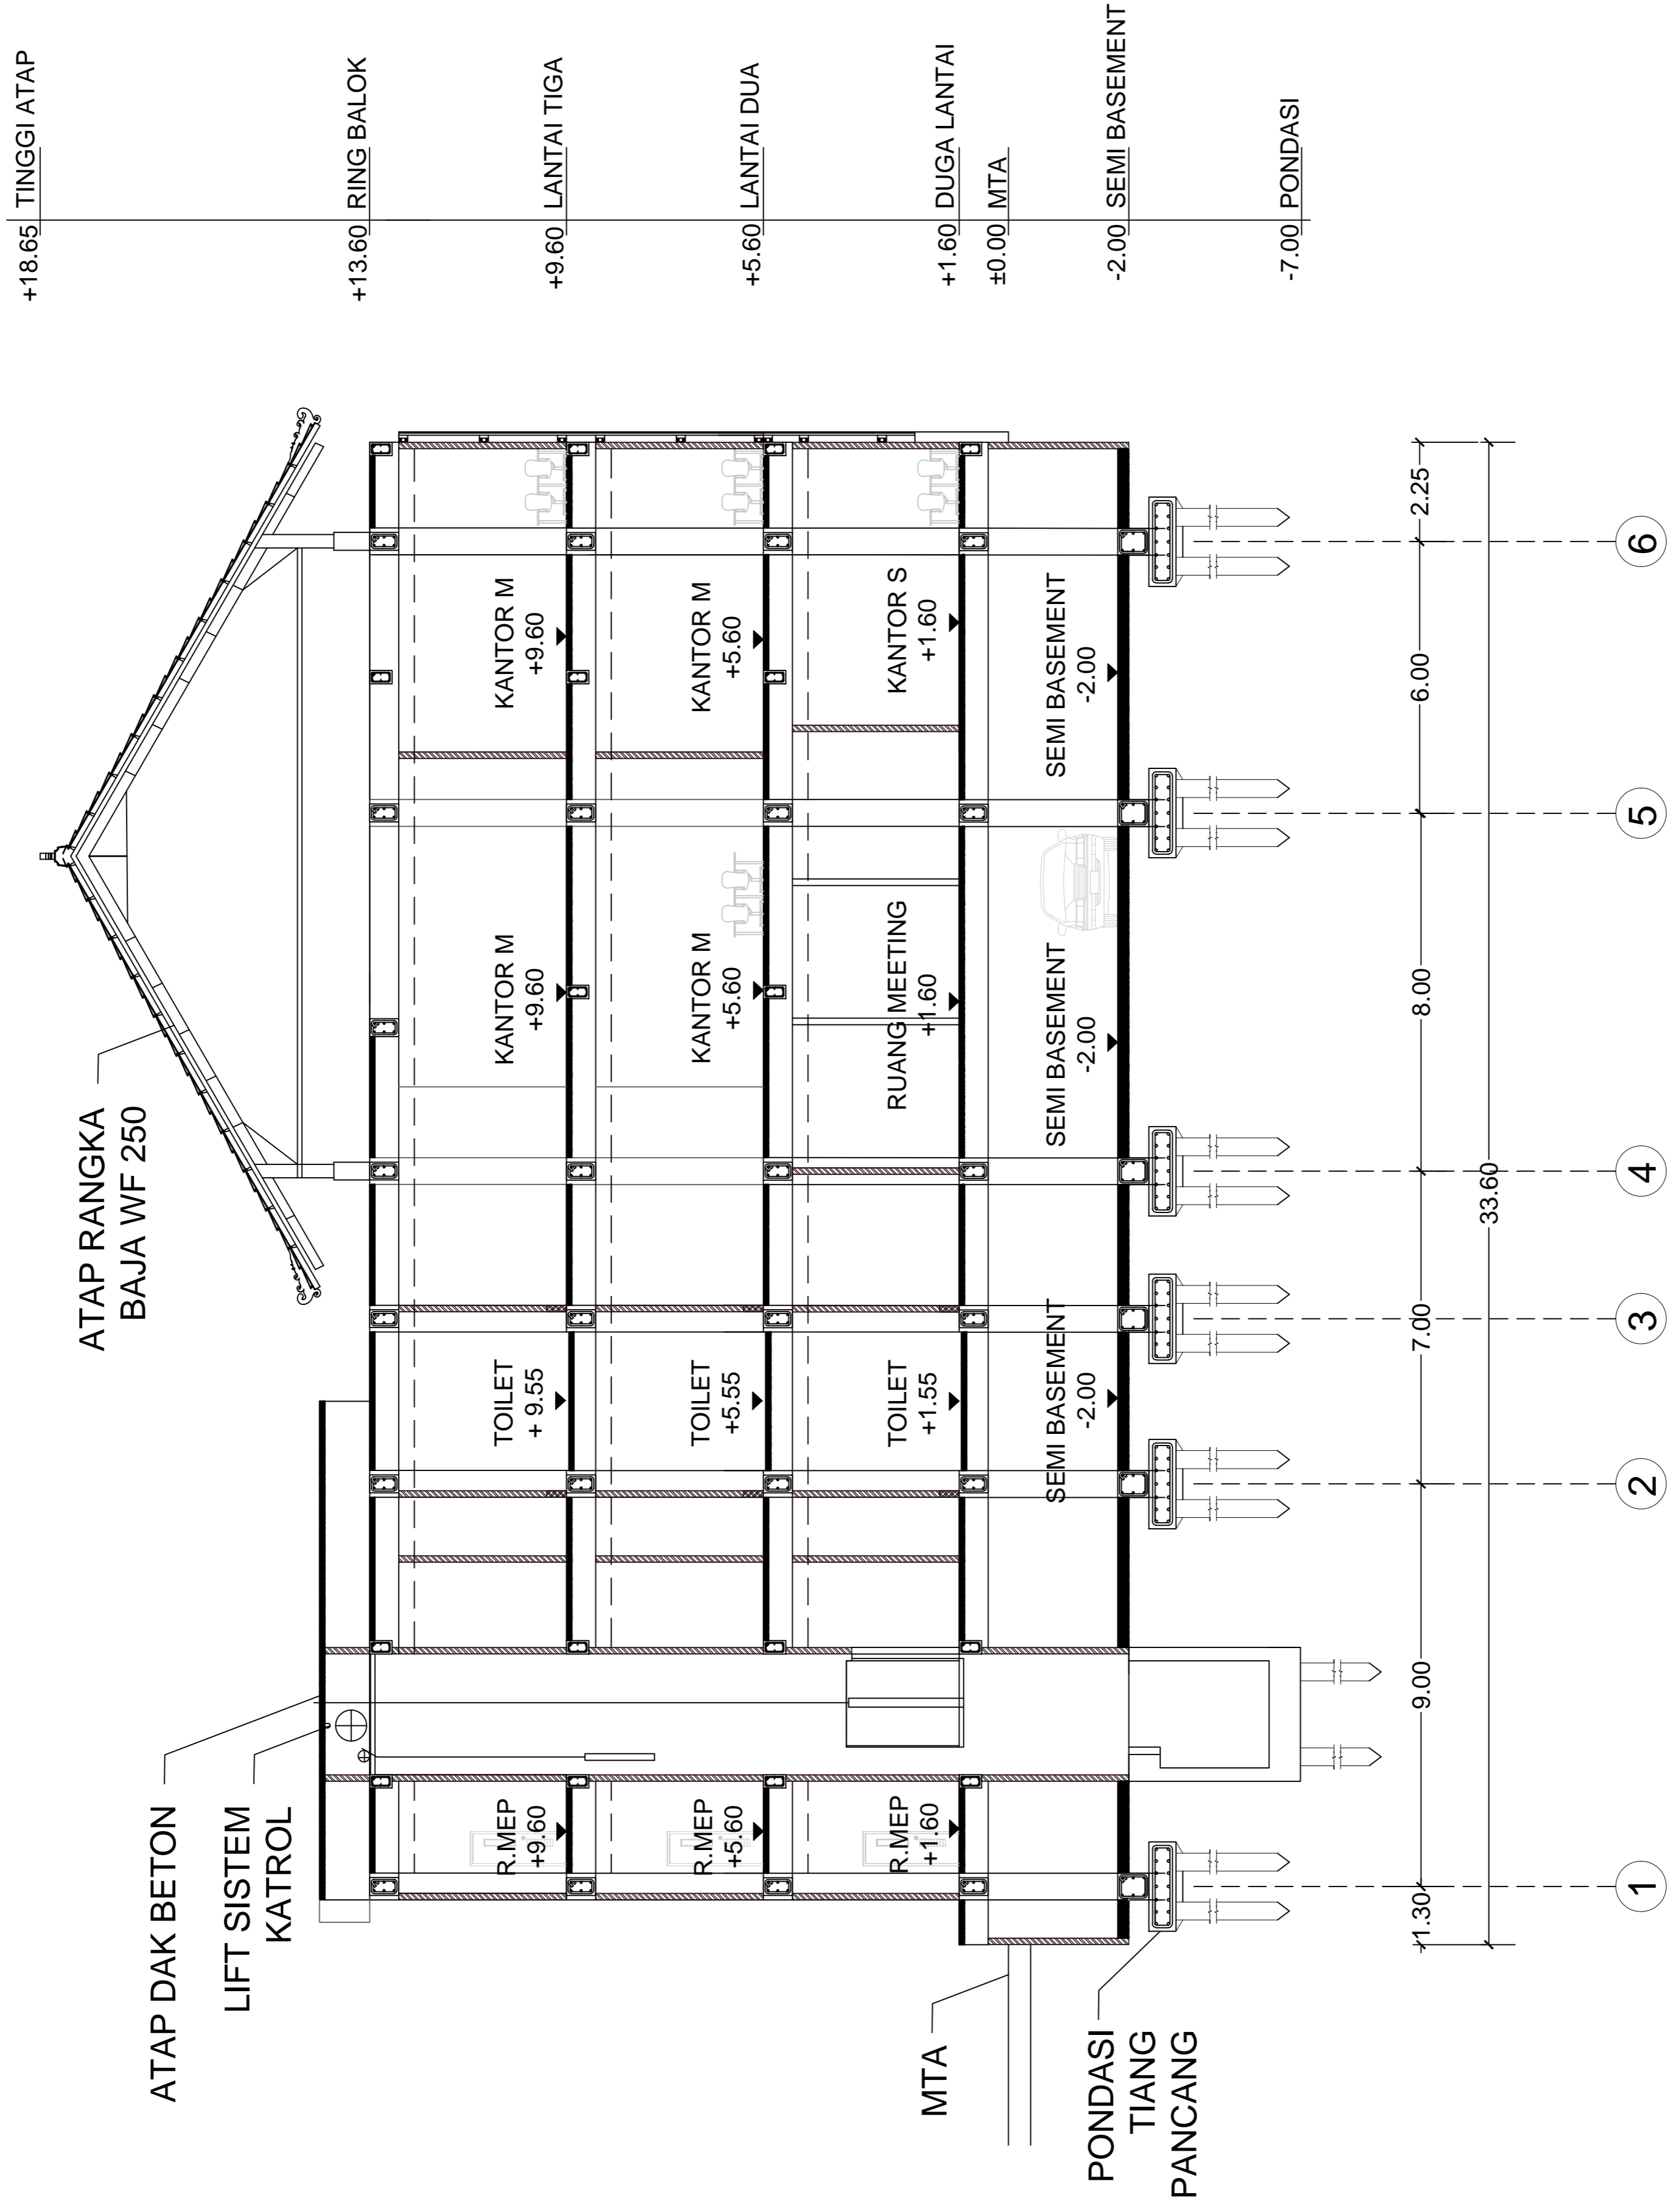 +18.65 TINGGI ATAP
+13.60 RING BALOK
+9.60 LANTAI TIGA
+5.60 LANTAI DUA
+1.60 DUGA LANTAI
±0.00 MTA
-2.00 SEMI BASEMENT
-7.00 PONDASI
ATAP DAK BETON
LIFT SISTEM
KATROL
ATAP RANGKA
BAJA WF 250
R.MEP
+9.60
TOILET
+ 9.55
KANTOR M
+9.60
KANTOR M
+9.60
R.MEP
+5.60
TOILET
+5.55
KANTOR M
+5.60
KANTOR M
+5.60
R.MEP
+1.60
TOILET
+1.55
RUANG MEETING
+1.60
KANTOR S
+1.60
SEMI BASEMENT
-2.00
SEMI BASEMENT
-2.00
SEMI BASEMENT
-2.00
MTA
PONDASI
TIANG
PANCANG
1.30
9.00
7.00
8.00
6.00
2.25
33.60
1
2
3
4
5
6